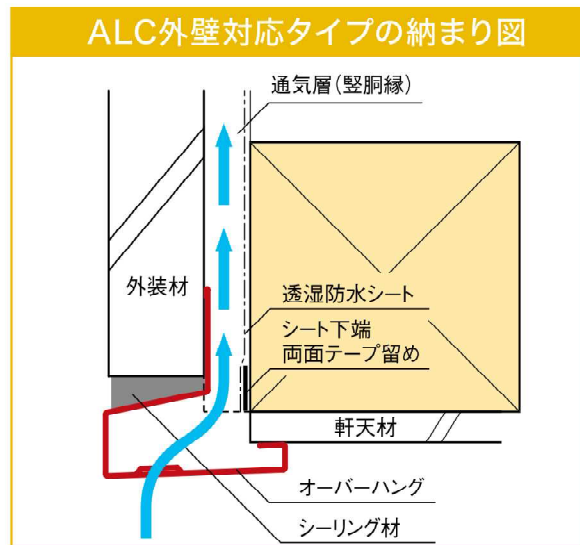 ALC外壁対応タイプの納まり図
通気層(竪胴縁)
外装材
透湿防水シート
シート下端
両面テープ留め
軒天材
オーバーハング
シーリング材